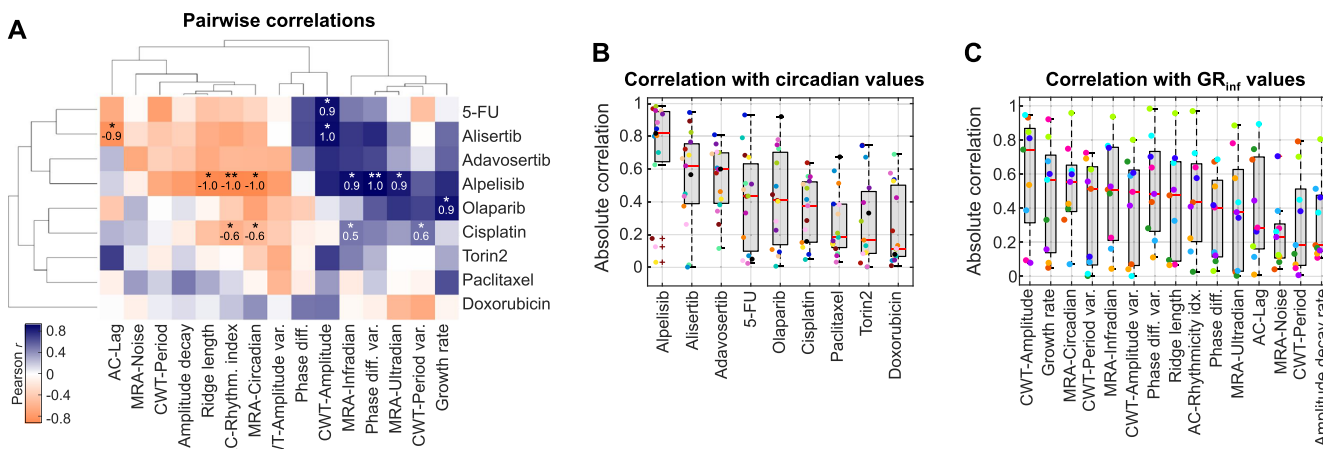 A
Pairwise correlations
5-FU
Alisertib
Adavosertib
Alpelisib
Olaparib
Cisplatin
Torin2
Paclitaxel
Doxorubicin
*
0.9
*
-0.9
*
1.0
*
-1.0
**
-1.0
*
-1.0
*
0.9
**
1.0
*
0.9
*
0.9
*
-0.6
*
-0.6
*
0.5
*
0.6
Pearson r
0.8
0.4
0
-0.4
-0.8
AC-Lag
MRA-Noise
CWT-Period
Amplitude decay
Ridge length
C-Rhythm. index
MRA-Circadian
T-Amplitude var.
Phase diff.
CWT-Amplitude
MRA-Infradian
Phase diff. var.
MRA-Ultradian
CWT-Period var.
Growth rate
B
Correlation with circadian values
Absolute correlation
1
0.8
0.6
0.4
0.2
0
Alpelisib
Alisertib
Adavosertib
5-FU
Olaparib
Cisplatin
Paclitaxel
Torin2
Doxorubicin
C
Correlation with GRinf values
Absolute correlation
1
0.8
0.6
0.4
0.2
0
CWT-Amplitude
Growth rate
MRA-Circadian
CWT-Period var.
MRA-Infradian
CWT-Amplitude var.
Phase diff. var.
Ridge length
AC-Rhythmicity idx.
Phase diff.
MRA-Ultradian
AC-Lag
MRA-Noise
CWT-Period
Amplitude decay rate